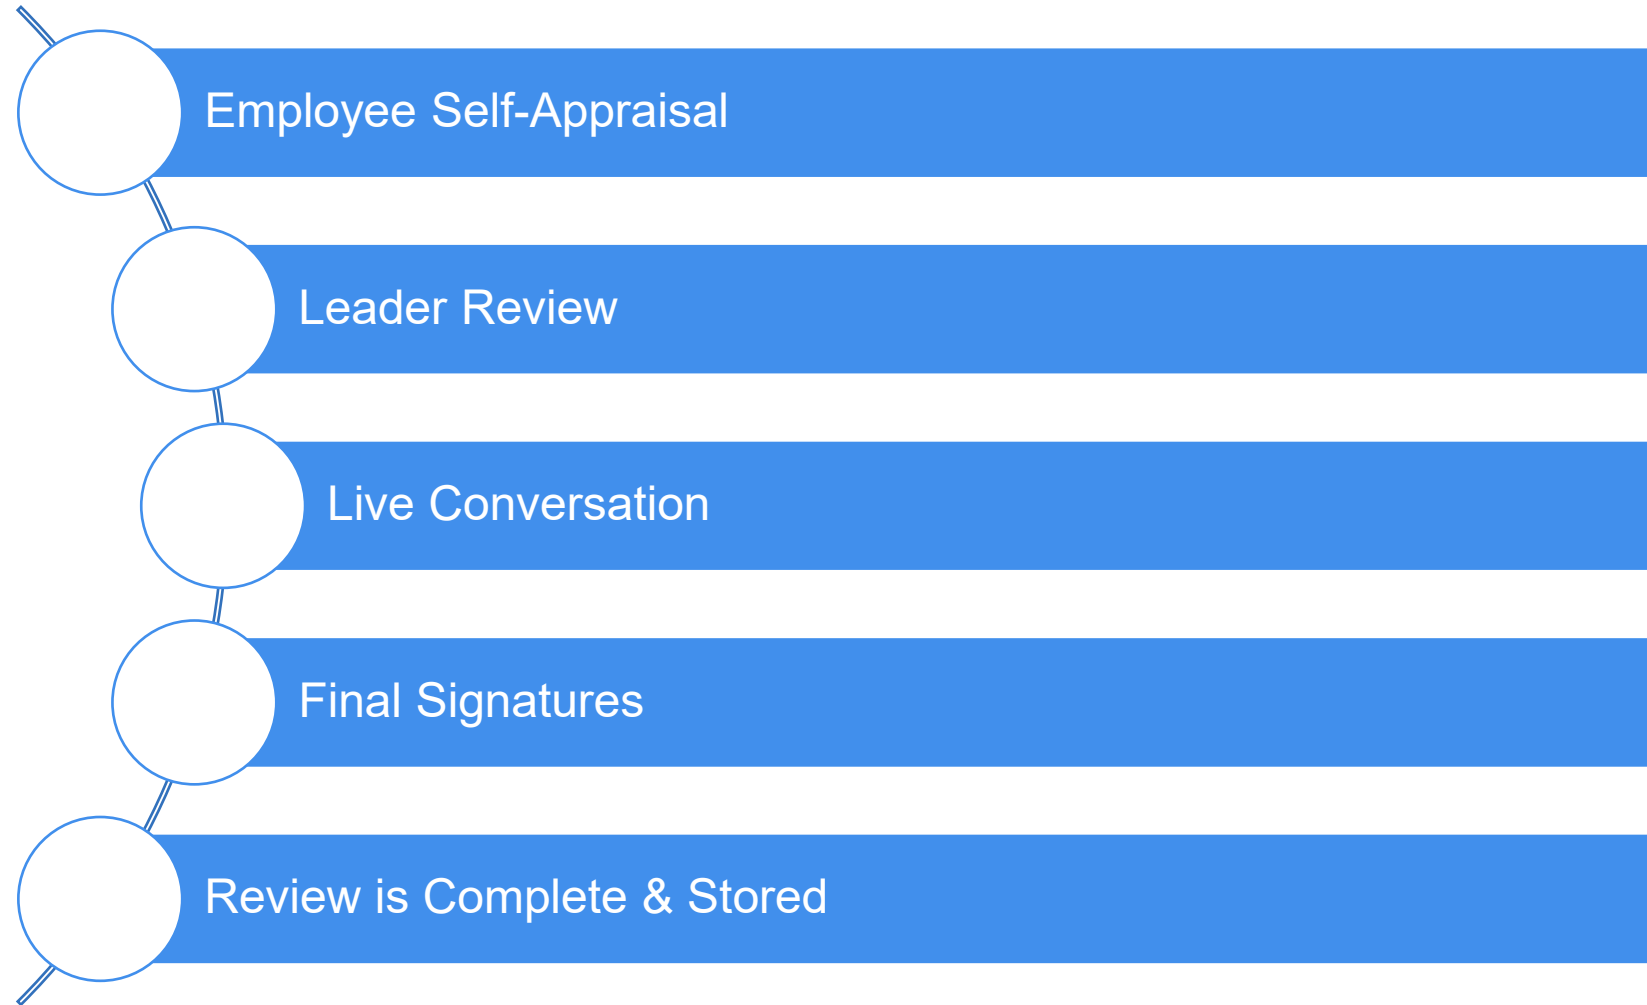 Employee Self-Appraisal
Leader Review
Live Conversation
Final Signatures
Review is Complete & Stored